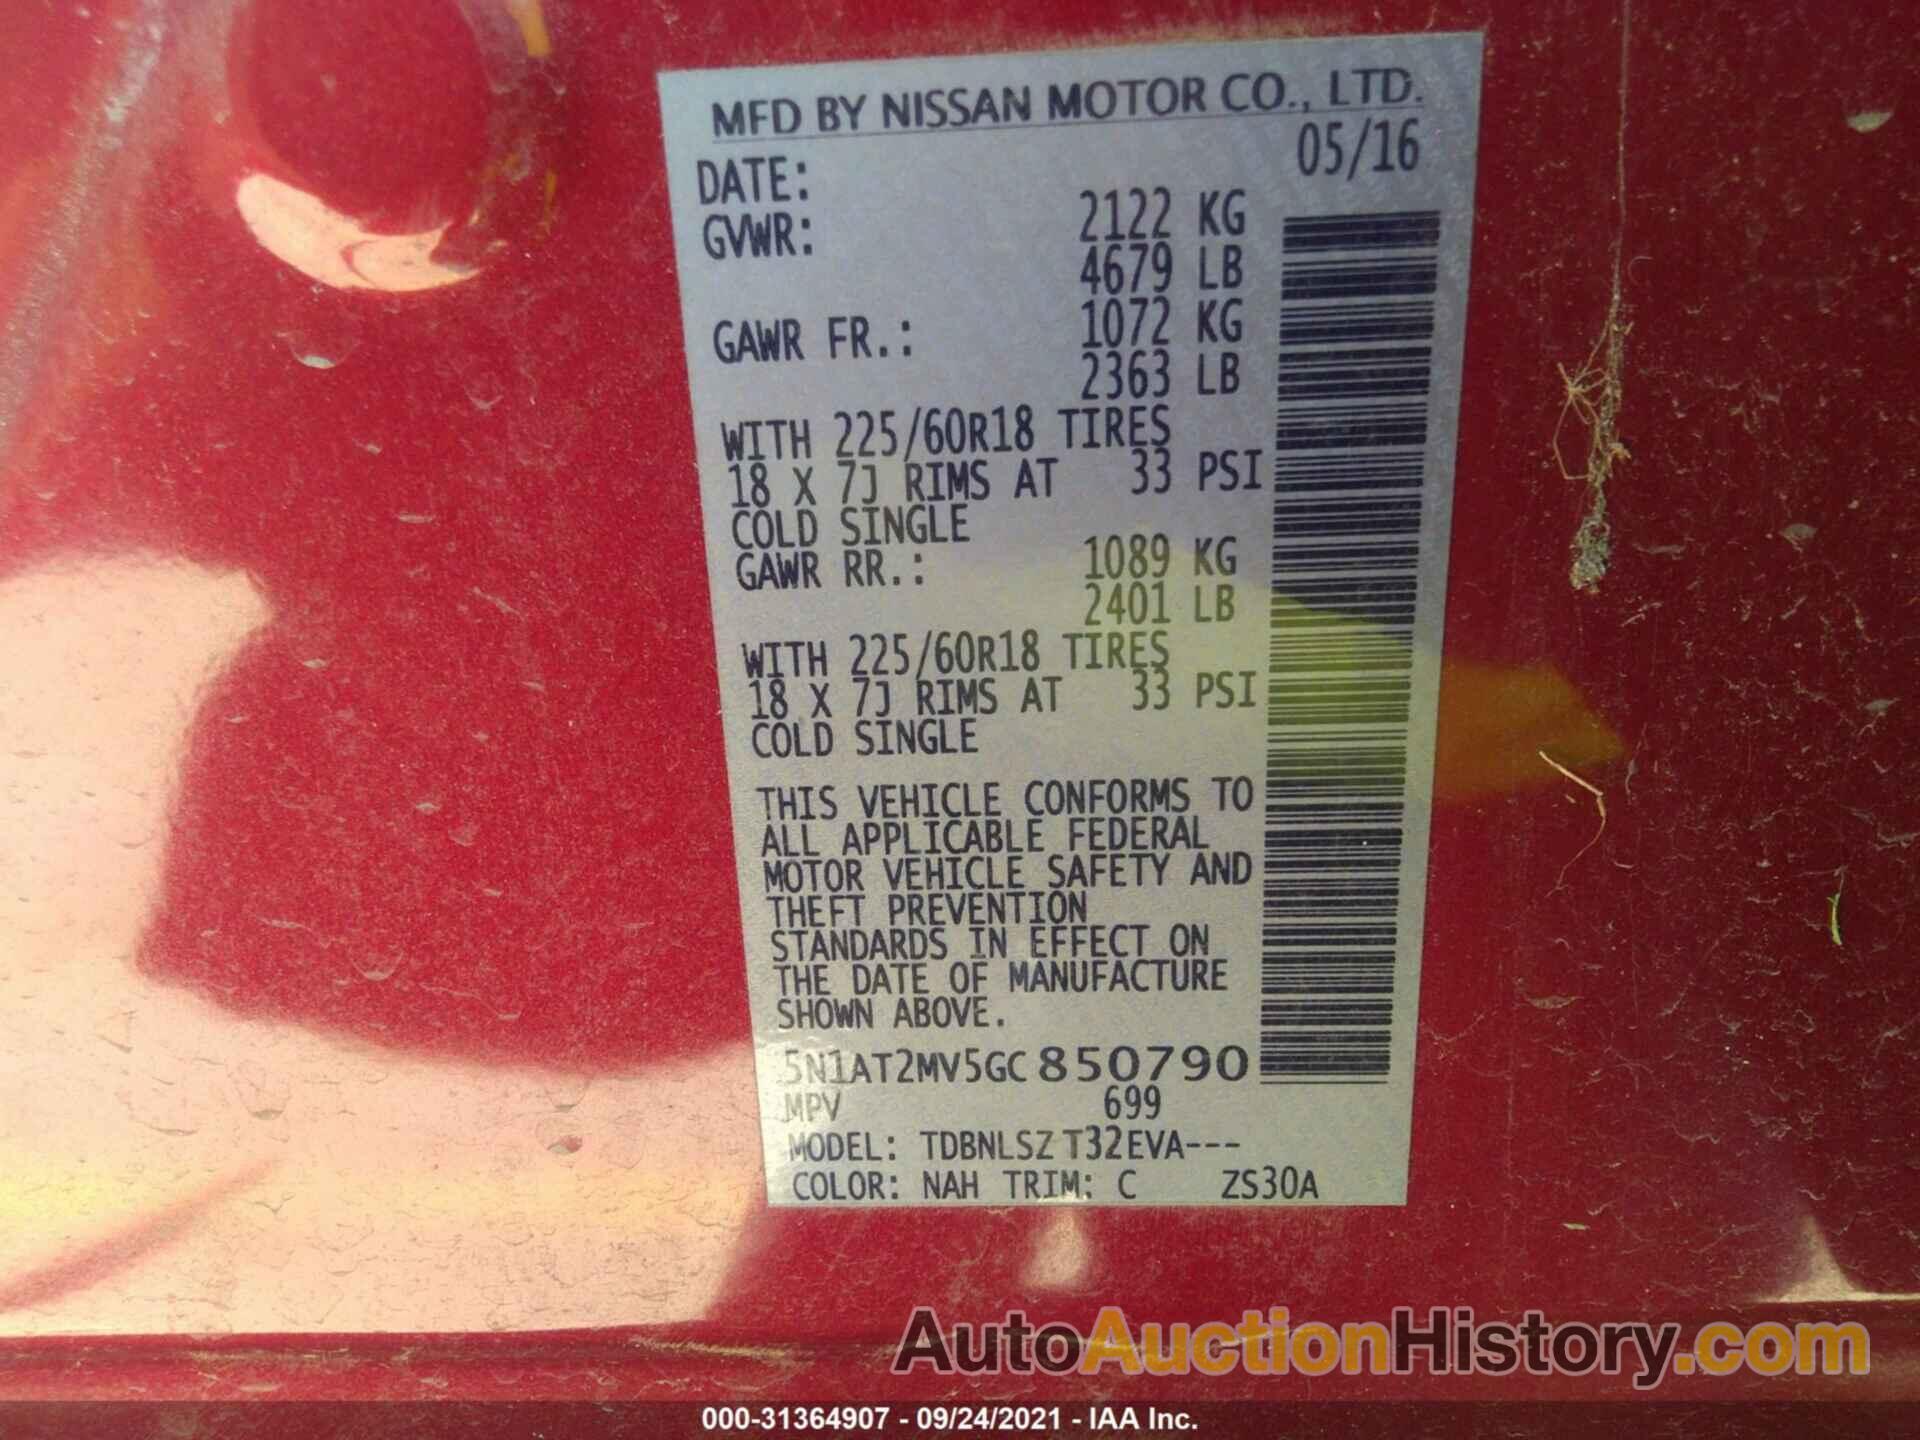 MFD BY NISSAN MOTOR CO., LTD.
DATE: 05/16
GVWR: 2122 KG
4679 LB
GAWR FR.: 1072 KG
2363 LB
WITH 225/60R18 TIRES
18 X 7J RIMS AT 33 PSI
COLD SINGLE
GAWR RR.: 1089 KG
2401 LB
WITH 225/60R18 TIRES
18 X 7J RIMS AT 33 PSI
COLD SINGLE
THIS VEHICLE CONFORMS TO
ALL APPLICABLE FEDERAL
MOTOR VEHICLE SAFETY AND
THEFT PREVENTION
STANDARDS IN EFFECT ON
THE DATE OF MANUFACTURE
SHOWN ABOVE.
5N1AT2MV5GC850790
MPV 699
MODEL: TDBNLSZ T32EVA---
COLOR: NAH TRIM: C ZS30A
AutoAuctionHistory.com
000-31364907 - 09/24/2021 - IAA Inc.